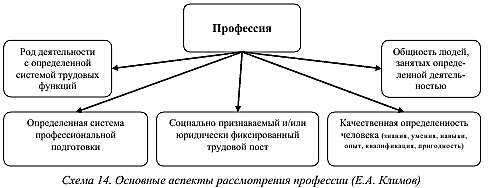 Профессия
Род деятельности
с определенной
системой трудовых
функций
Общность людей,
занятых опреде-
ленной деятель-
ностью
Определенная система
профессиональной
подготовки
Социально признаваемый и/или
юридически фиксированный
трудовой пост
Качественная определенность
человека (знания, умения, навыки,
опыт, квалификация, пригодность)
Схема 14. Основные аспекты рассмотрения профессии (Е.А. Климов)